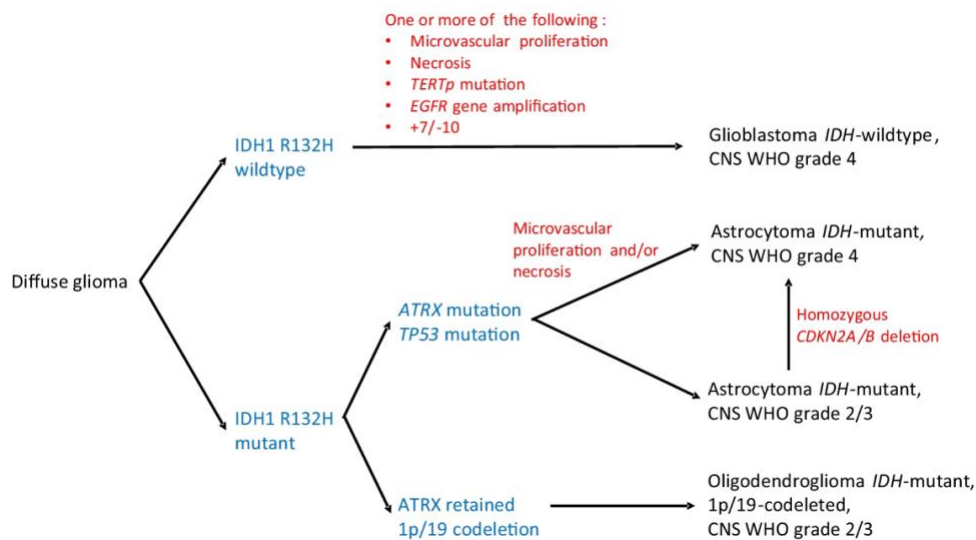 One or more of the following :
• Microvascular proliferation
• Necrosis
• TERTp mutation
• EGFR gene amplification
• +7/-10
IDH1 R132H
wildtype
Glioblastoma IDH-wildtype,
CNS WHO grade 4
Diffuse glioma
Microvascular
proliferation and/or
necrosis
Astrocytoma IDH-mutant,
CNS WHO grade 4
ATRX mutation
TP53 mutation
Homozygous
CDKN2A/B deletion
IDH1 R132H
mutant
Astrocytoma IDH-mutant,
CNS WHO grade 2/3
ATRX retained
1p/19 codeletion
Oligodendroglioma IDH-mutant,
1p/19-codeleted,
CNS WHO grade 2/3